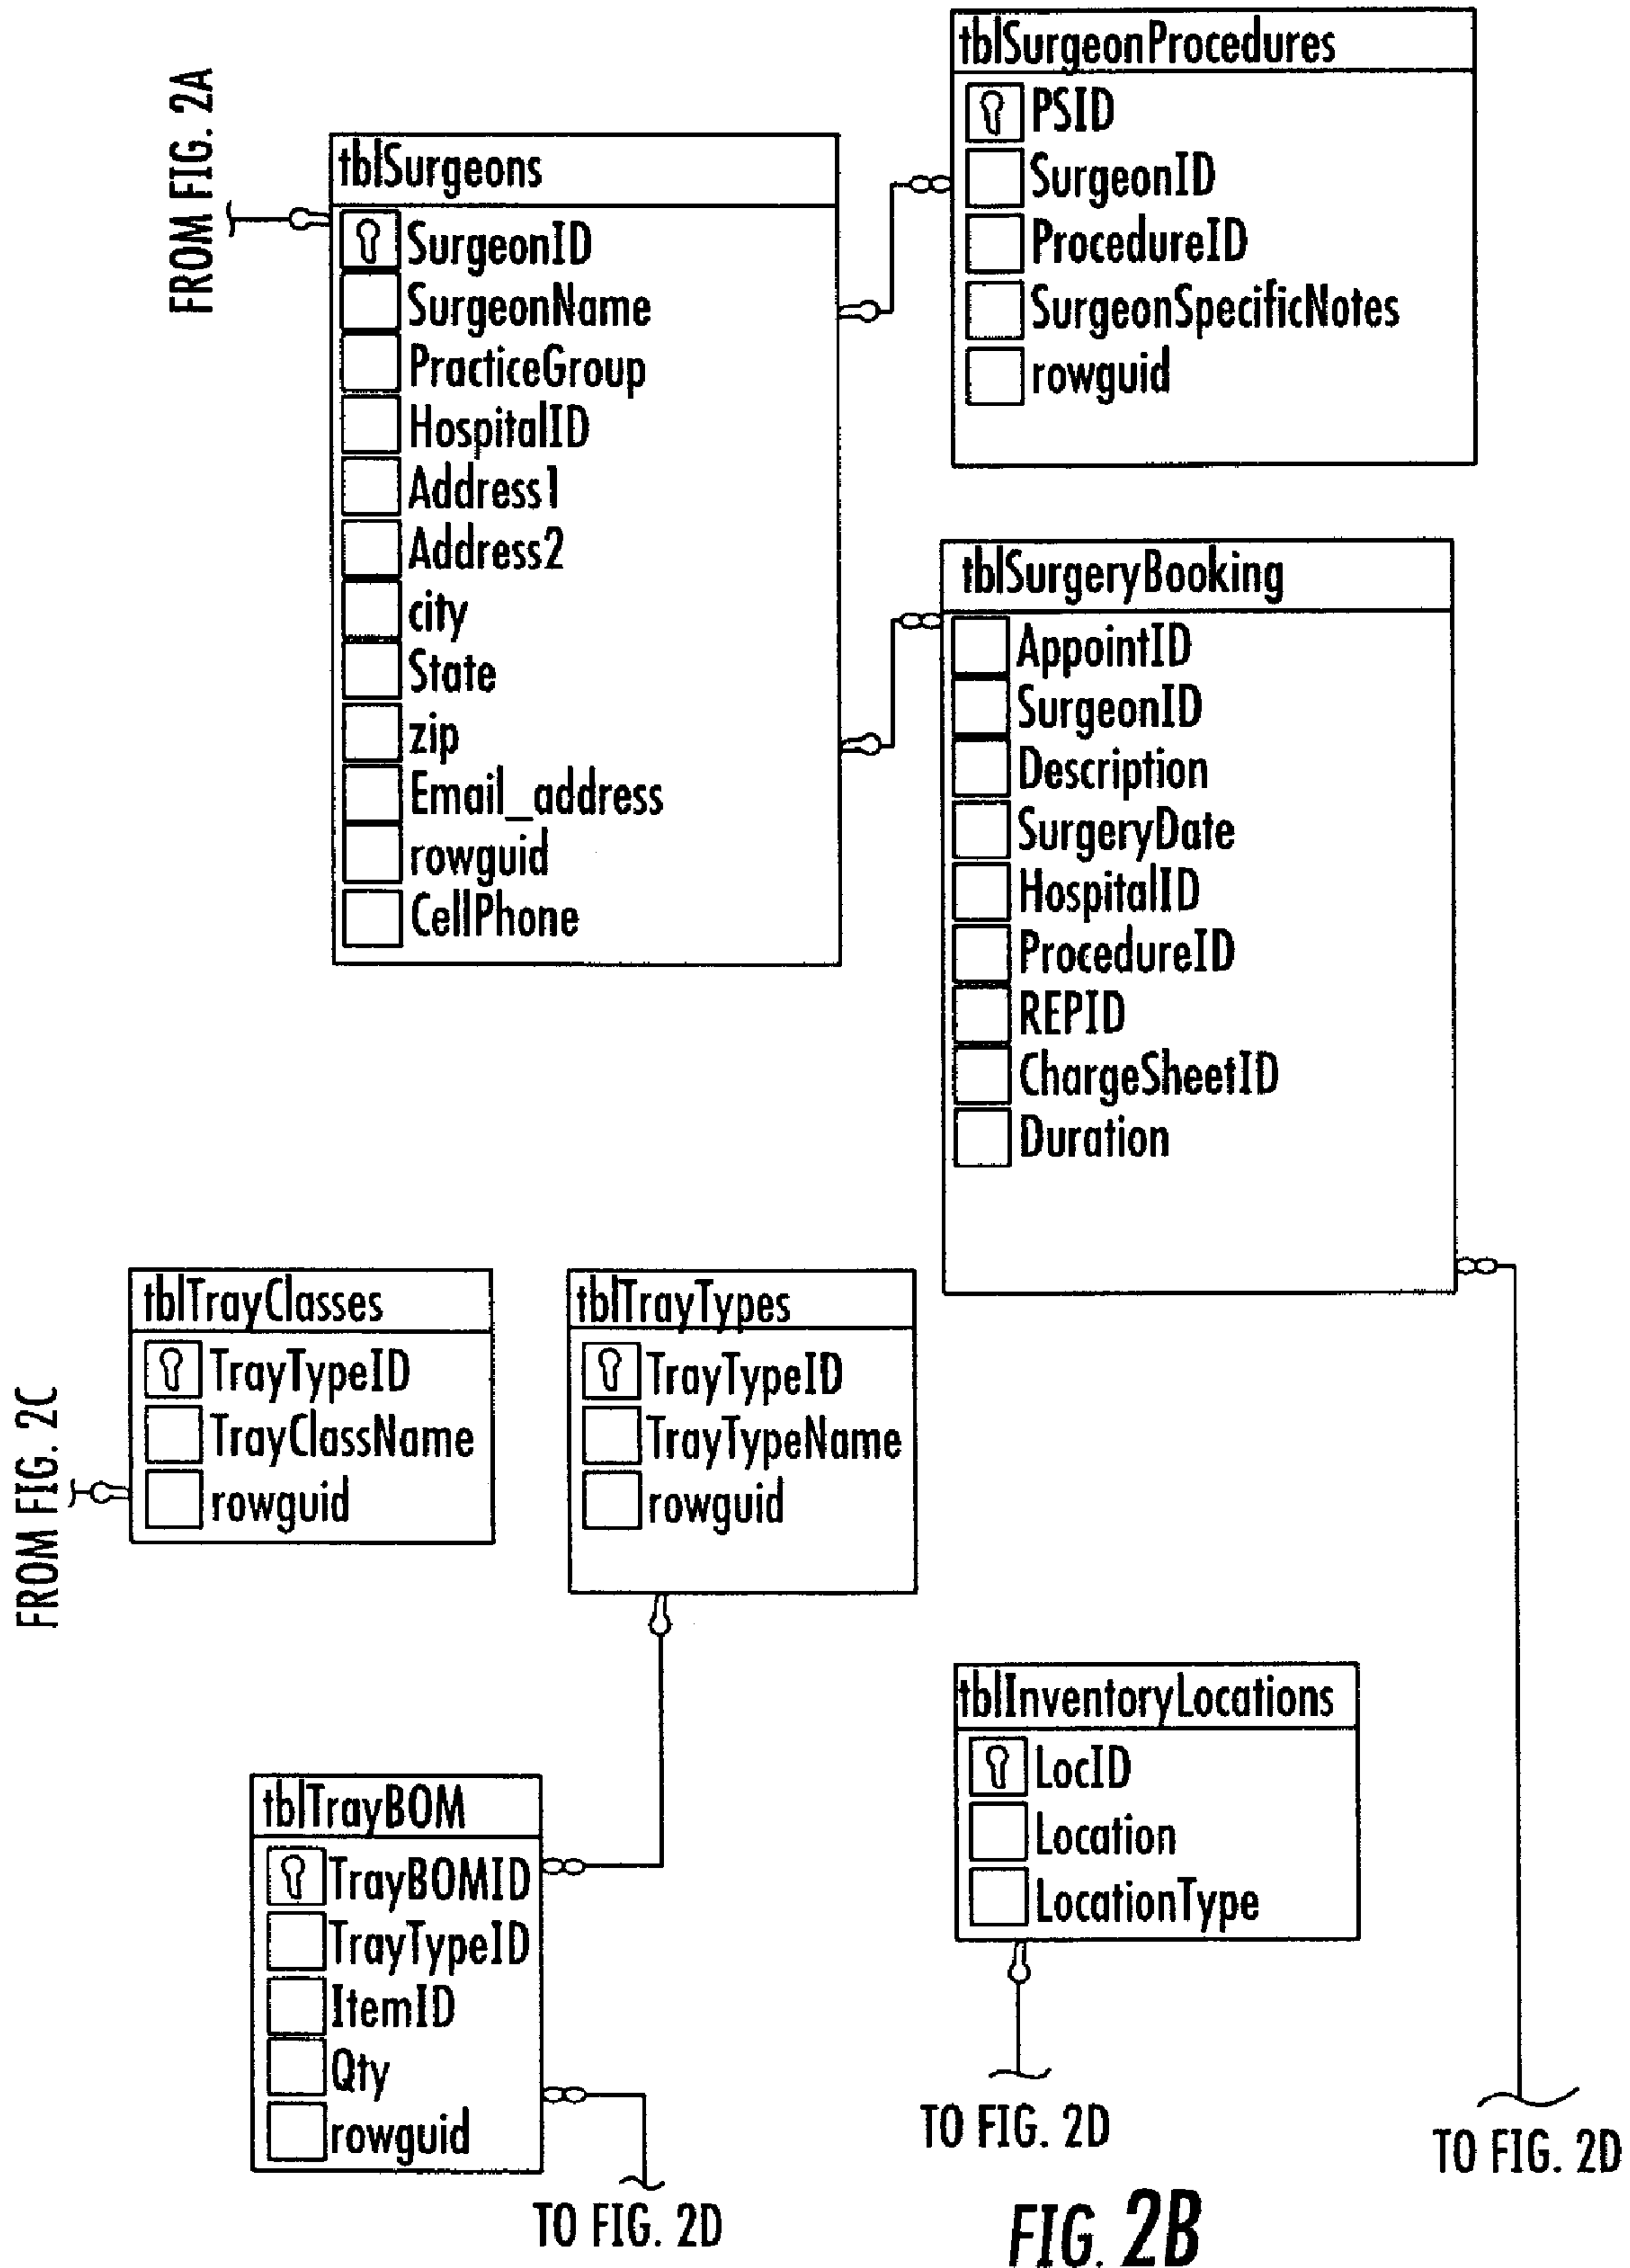 FROM FIG. 2A
tblSurgeons
SurgeonID
SurgeonName
PracticeGroup
HospitalID
Address1
Address2
city
State
zip
Email_address
rowguid
CellPhone
tblSurgeonProcedures
PSID
SurgeonID
ProcedureID
SurgeonSpecificNotes
rowguid
tblSurgeryBooking
AppointID
SurgeonID
Description
SurgeryDate
HospitalID
ProcedureID
REPID
ChargeSheetID
Duration
FROM FIG. 2C
tblTrayClasses
TrayTypeID
TrayClassName
rowguid
tblTrayTypes
TrayTypeID
TrayTypeName
rowguid
tblTrayBOM
TrayBOMID
TrayTypeID
ItemID
Qty
rowguid
tblInventoryLocations
LocID
Location
LocationType
TO FIG. 2D
TO FIG. 2D
TO FIG. 2D
FIG. 2B